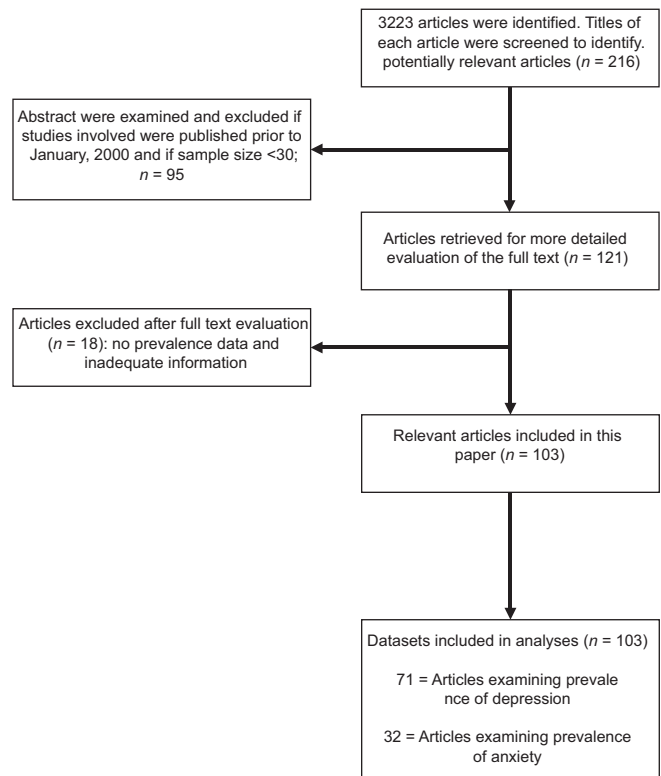 3223 articles were identified. Titles of
each article were screened to identify.
potentially relevant articles (n = 216)
Abstract were examined and excluded if
studies involved were published prior to
January, 2000 and if sample size <30;
n = 95
Articles retrieved for more detailed
evaluation of the full text (n = 121)
Articles excluded after full text evaluation
(n = 18): no prevalence data and
inadequate information
Relevant articles included in this
paper (n = 103)
Datasets included in analyses (n = 103)
71 = Articles examining prevale
nce of depression
32 = Articles examining prevalence
of anxiety